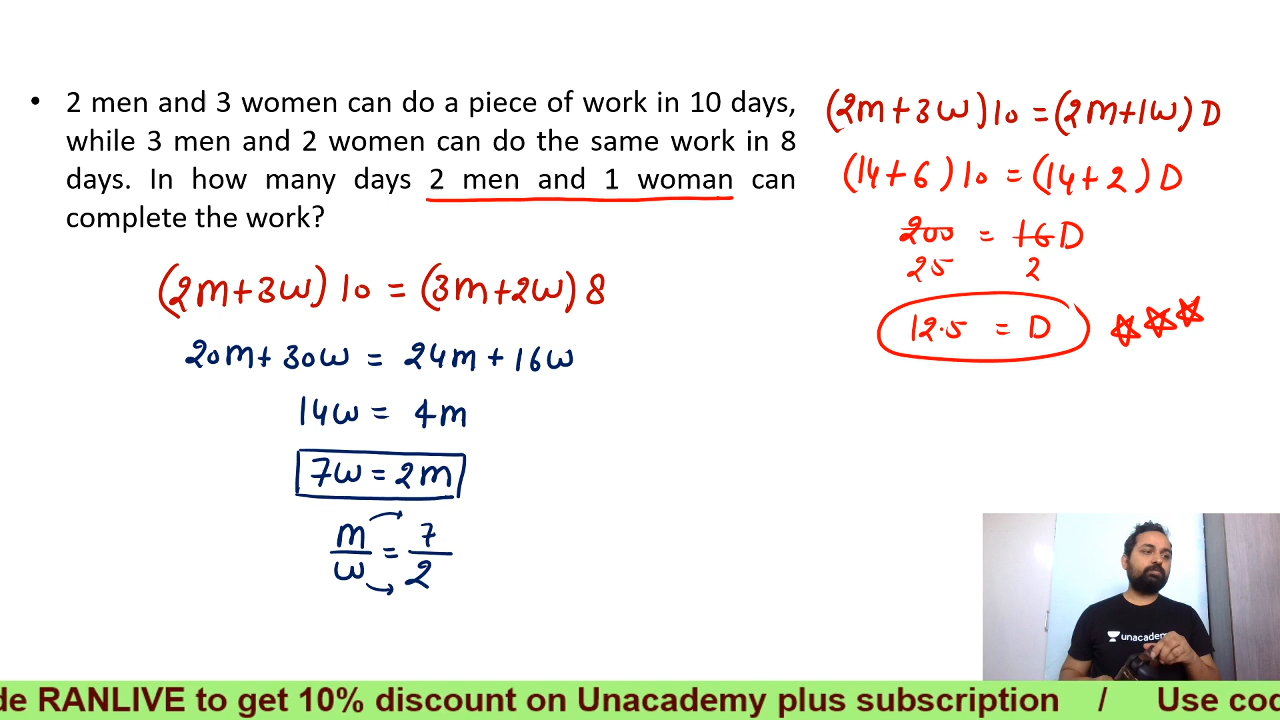 • 2 men and 3 women can do a piece of work in 10 days,
while 3 men and 2 women can do the same work in 8
days. In how many days 2 men and 1 woman can
complete the work?
(2m+3w)10 = (3m+2w)8
20m+30w = 24m+16w
14w = 4m
7w = 2m
m/w = 7/2
(2m+3w)10 = (2m+1w)D
(14+6)10 = (14+2)D
200 = 16D
25 2
12.5 = D
unacademy
de RANLIVE to get 10% discount on Unacademy plus subscription / Use cod